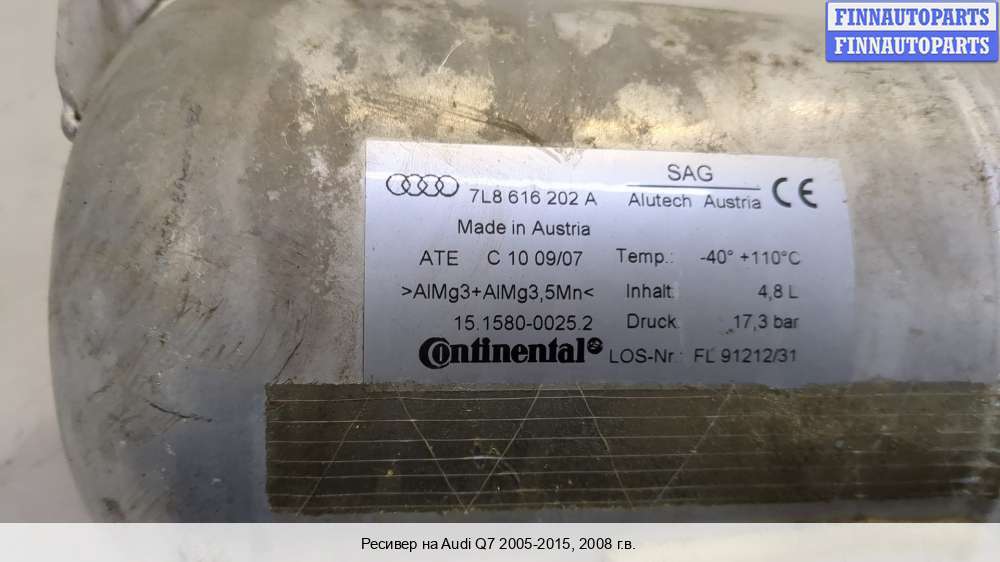 FINNAUTOPARTS
FINNAUTOPARTS
SAG
7L8 616 202 A
Alutech Austria CE
Made in Austria
ATE C 10 09/07
Temp.: -40° +110°C
>AlMg3+AlMg3,5Mn<
Inhalt: 4,8 L
15.1580-0025.2
Druck: 17,3 bar
Continental
LOS-Nr.: FL 91212/31
Ресивер на Audi Q7 2005-2015, 2008 г.в.